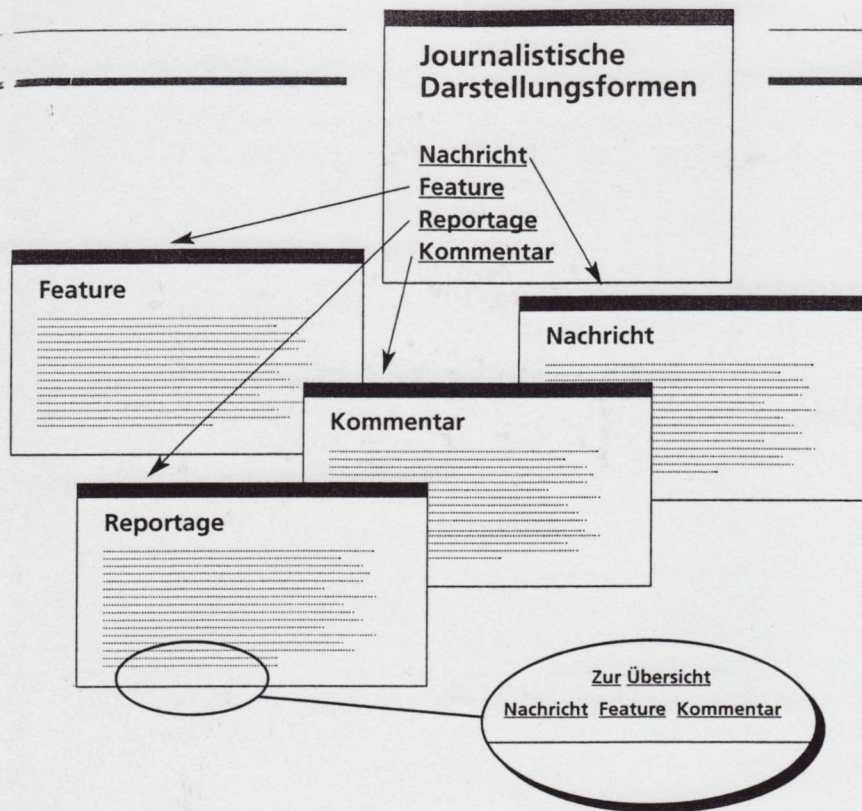 Journalistische
Darstellungsformen
Nachricht
Feature
Reportage
Kommentar
Feature
Nachricht
Kommentar
Reportage
Zur Übersicht
Nachricht Feature Kommentar